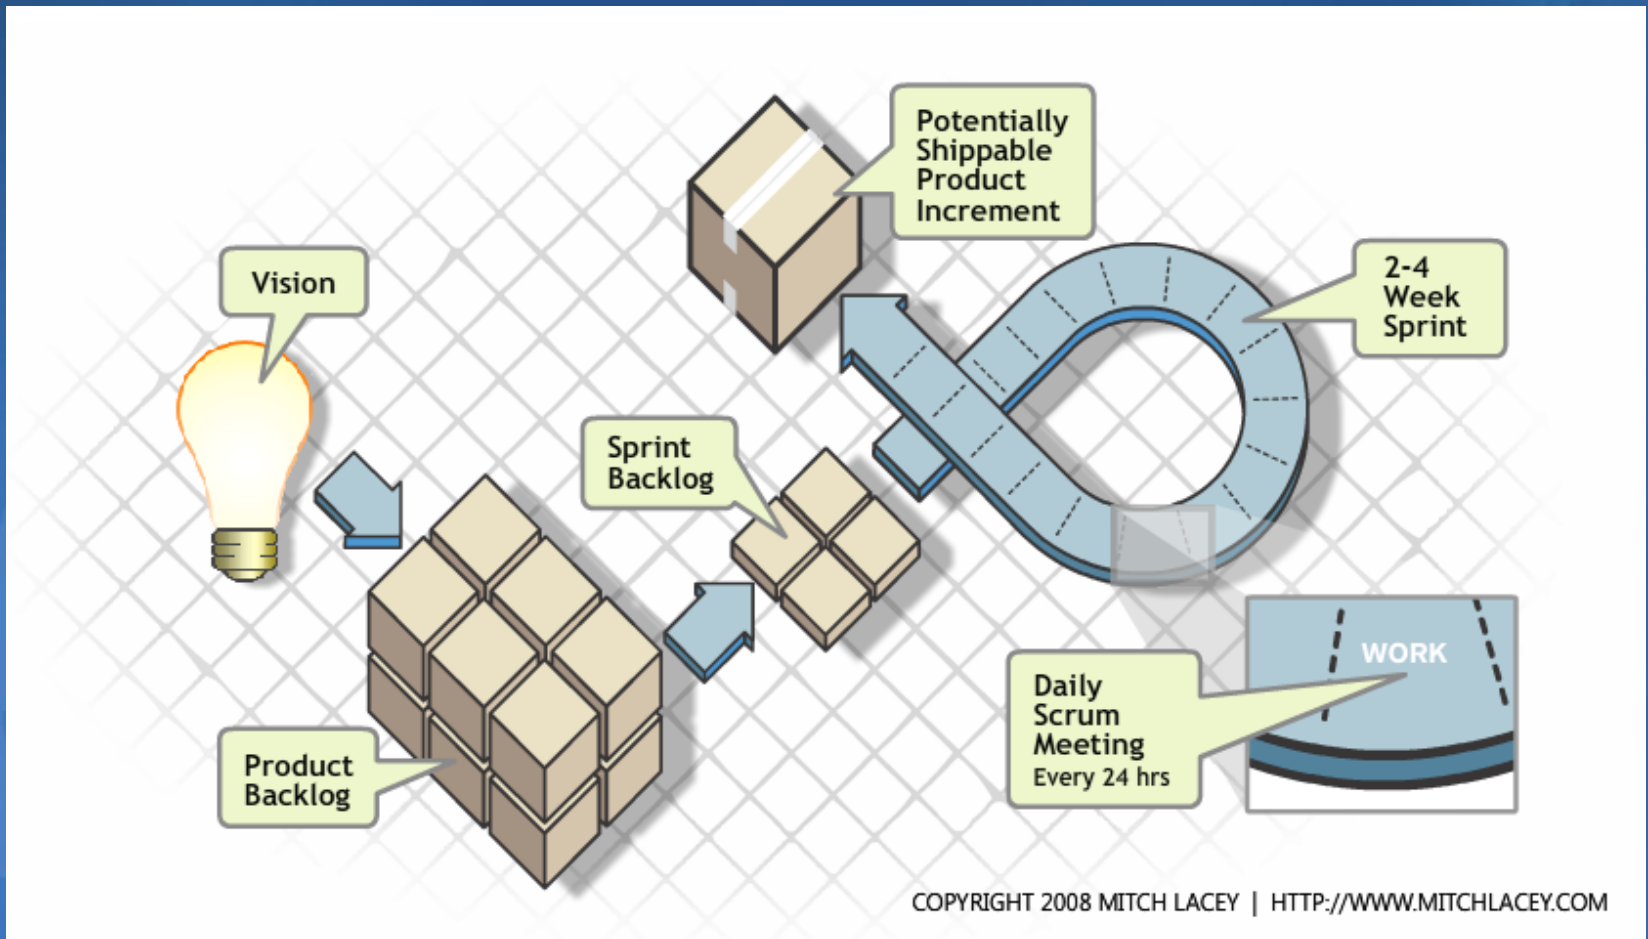 Potentially
Shippable
Product
Increment
Vision
2-4
Week
Sprint
Sprint
Backlog
WORK
Daily
Scrum
Meeting
Every 24 hrs
Product
Backlog
COPYRIGHT 2008 MITCH LACEY | HTTP://WWW.MITCHLACEY.COM